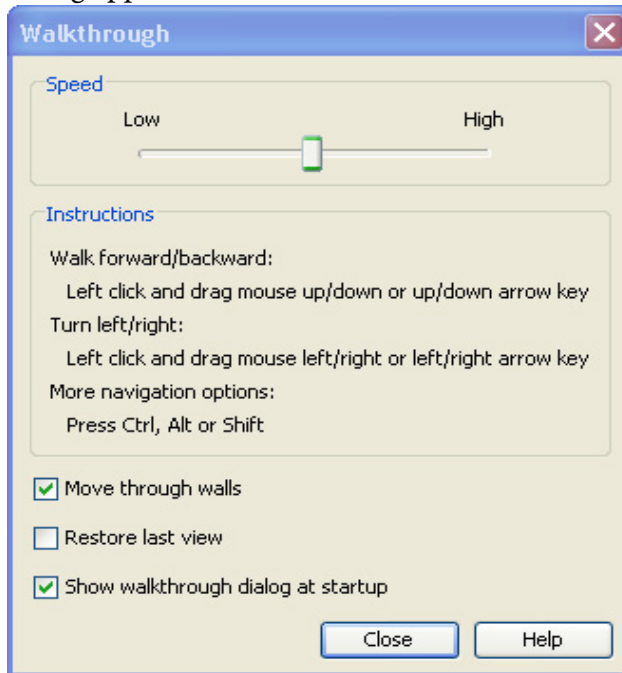 Walkthrough
Speed
Low High
Instructions
Walk forward/backward:
Left click and drag mouse up/down or up/down arrow key
Turn left/right:
Left click and drag mouse left/right or left/right arrow key
More navigation options:
Press Ctrl, Alt or Shift
Move through walls
Restore last view
Show walkthrough dialog at startup
Close Help